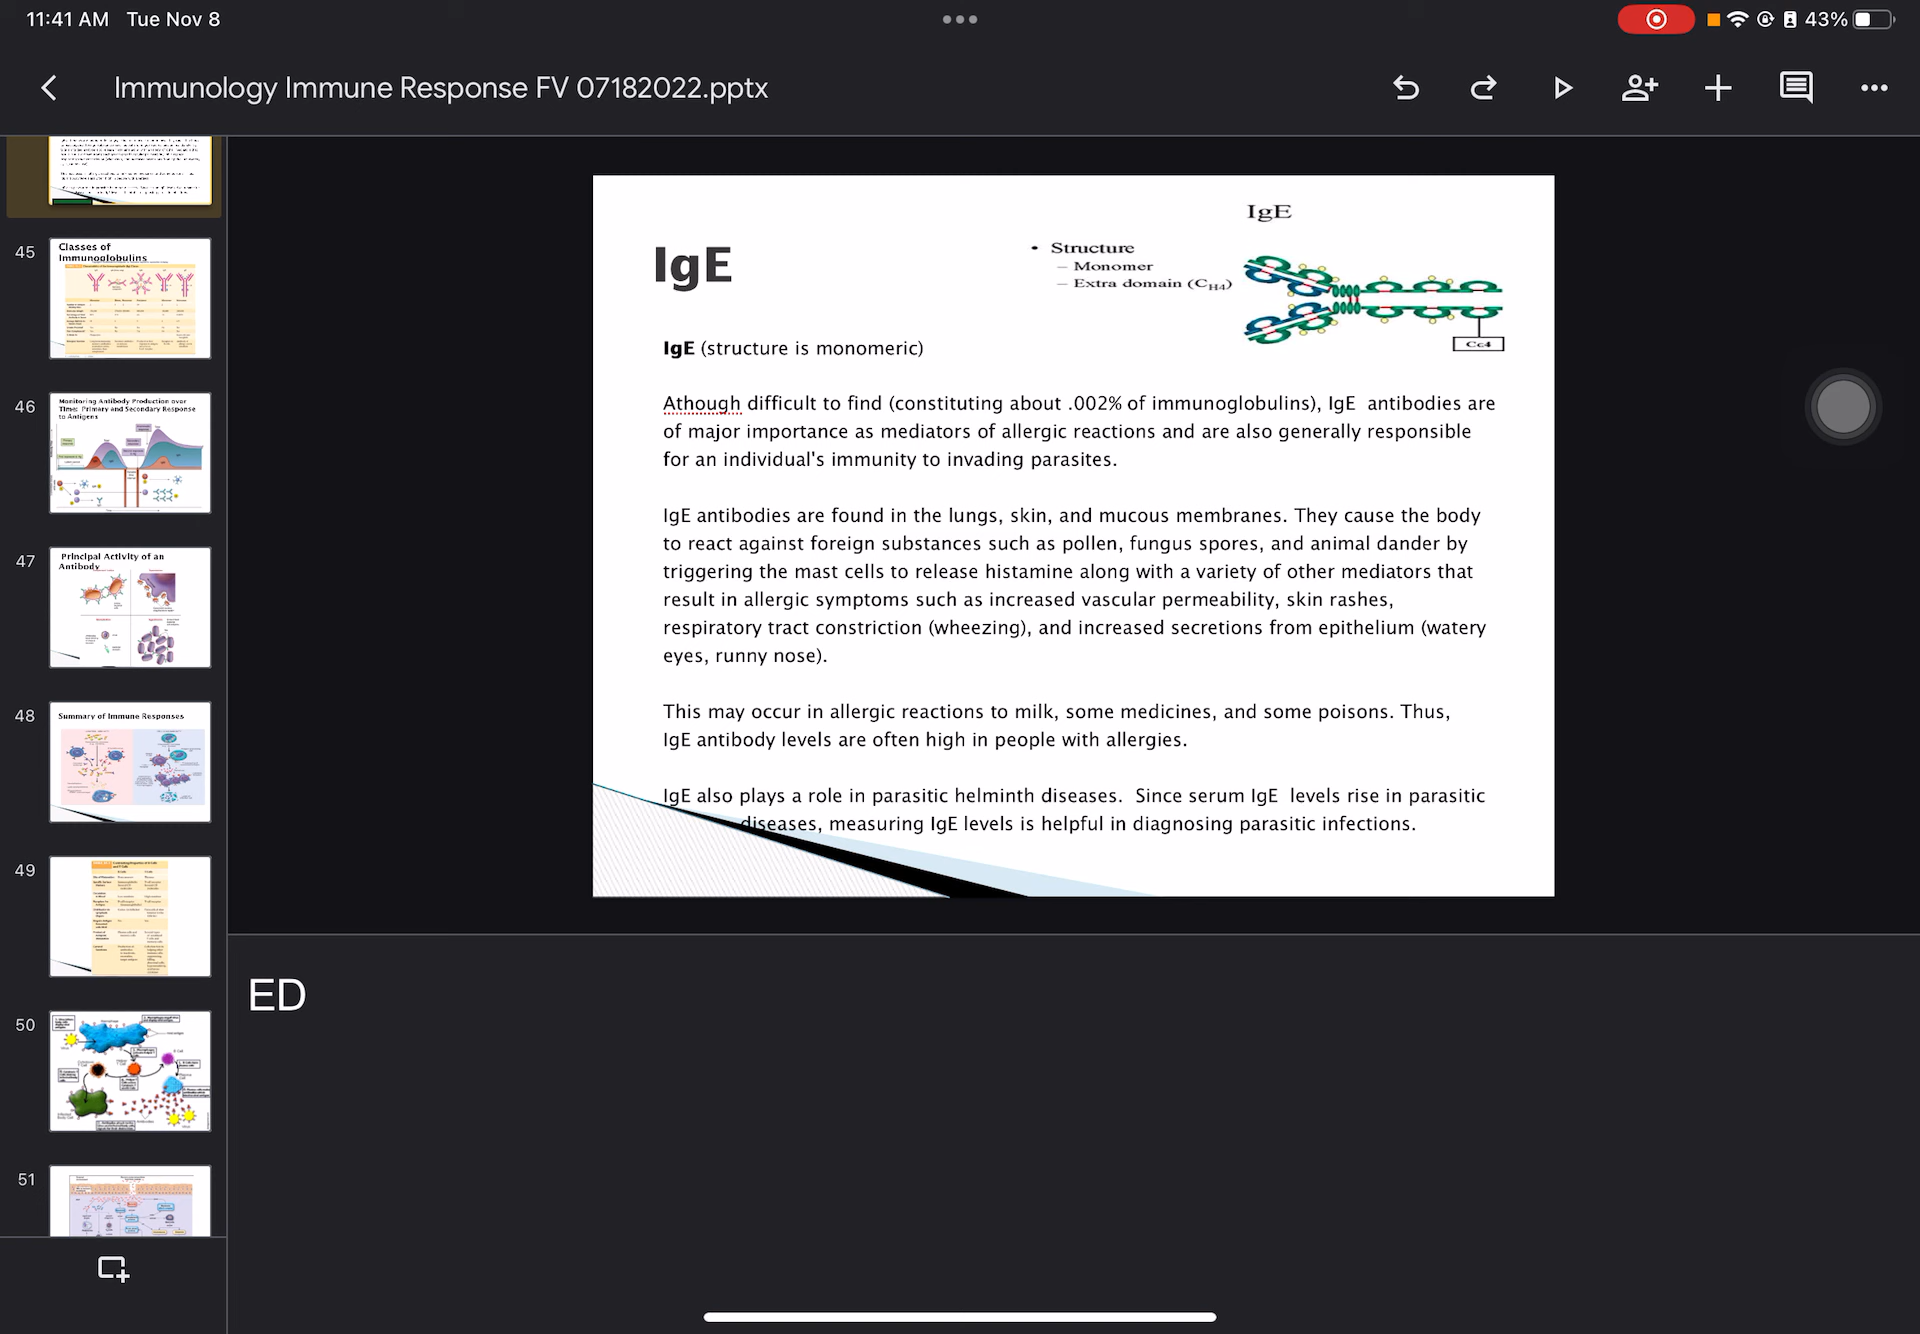 11:41 AM Tue Nov 8
43%
Immunology Immune Response FV 07182022.pptx
45
Classes of
Immunoglobulins
46
Monitoring Antibody Production over
Time: Primary and Secondary Response
to Antigens
47
Principal Activity of an
Antibody
48
Summary of Immune Responses
49
50
51
IgE
IgE
• Structure
– Monomer
– Extra domain (CH4)
Cε4
IgE (structure is monomeric)
Athough difficult to find (constituting about .002% of immunoglobulins), IgE antibodies are
of major importance as mediators of allergic reactions and are also generally responsible
for an individual's immunity to invading parasites.
IgE antibodies are found in the lungs, skin, and mucous membranes. They cause the body
to react against foreign substances such as pollen, fungus spores, and animal dander by
triggering the mast cells to release histamine along with a variety of other mediators that
result in allergic symptoms such as increased vascular permeability, skin rashes,
respiratory tract constriction (wheezing), and increased secretions from epithelium (watery
eyes, runny nose).
This may occur in allergic reactions to milk, some medicines, and some poisons. Thus,
IgE antibody levels are often high in people with allergies.
IgE also plays a role in parasitic helminth diseases. Since serum IgE levels rise in parasitic
diseases, measuring IgE levels is helpful in diagnosing parasitic infections.
ED